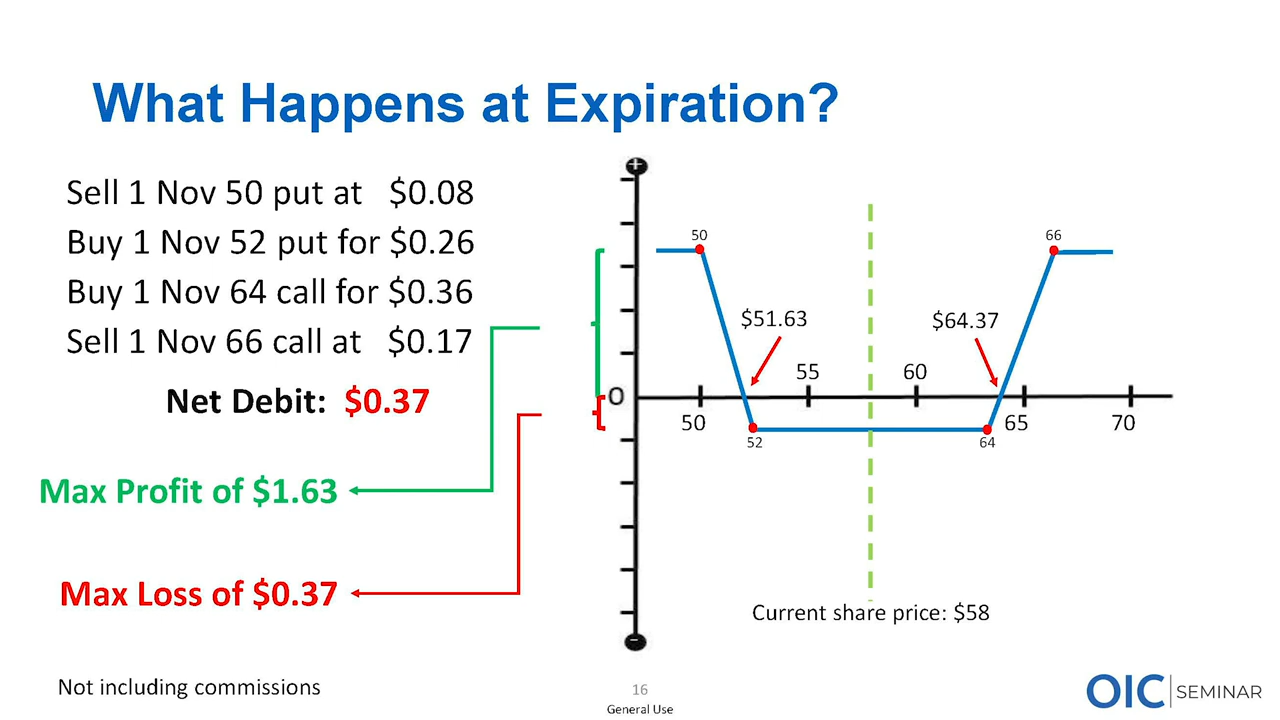 What Happens at Expiration?
Sell 1 Nov 50 put at $0.08
Buy 1 Nov 52 put for $0.26
Buy 1 Nov 64 call for $0.36
Sell 1 Nov 66 call at $0.17
Net Debit: $0.37
Max Profit of $1.63
Max Loss of $0.37
Not including commissions
+
50
66
$51.63
$64.37
55
60
0
50
65
70
52
64
−
Current share price: $58
16
General Use
OIC SEMINAR